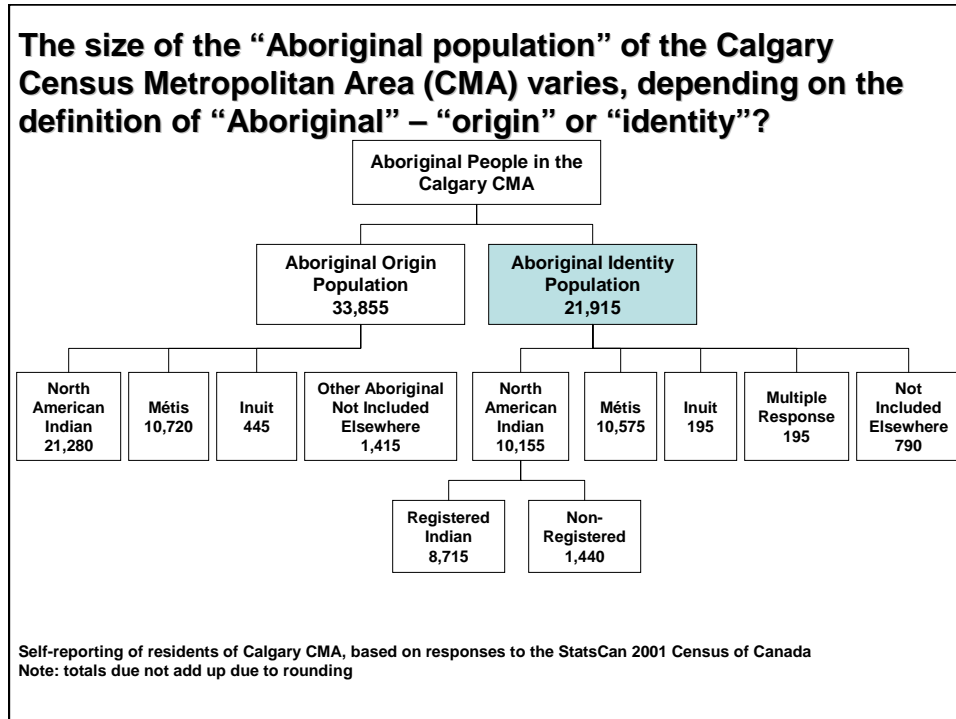 The size of the “Aboriginal population” of the Calgary
Census Metropolitan Area (CMA) varies, depending on the
definition of “Aboriginal” – “origin” or “identity”?
Aboriginal People in the
Calgary CMA
Aboriginal Origin
Population
33,855
Aboriginal Identity
Population
21,915
North
American
Indian
21,280
Métis
10,720
Inuit
445
Other Aboriginal
Not Included
Elsewhere
1,415
North
American
Indian
10,155
Métis
10,575
Inuit
195
Multiple
Response
195
Not
Included
Elsewhere
790
Registered
Indian
8,715
Non-
Registered
1,440
Self-reporting of residents of Calgary CMA, based on responses to the StatsCan 2001 Census of Canada
Note: totals due not add up due to rounding